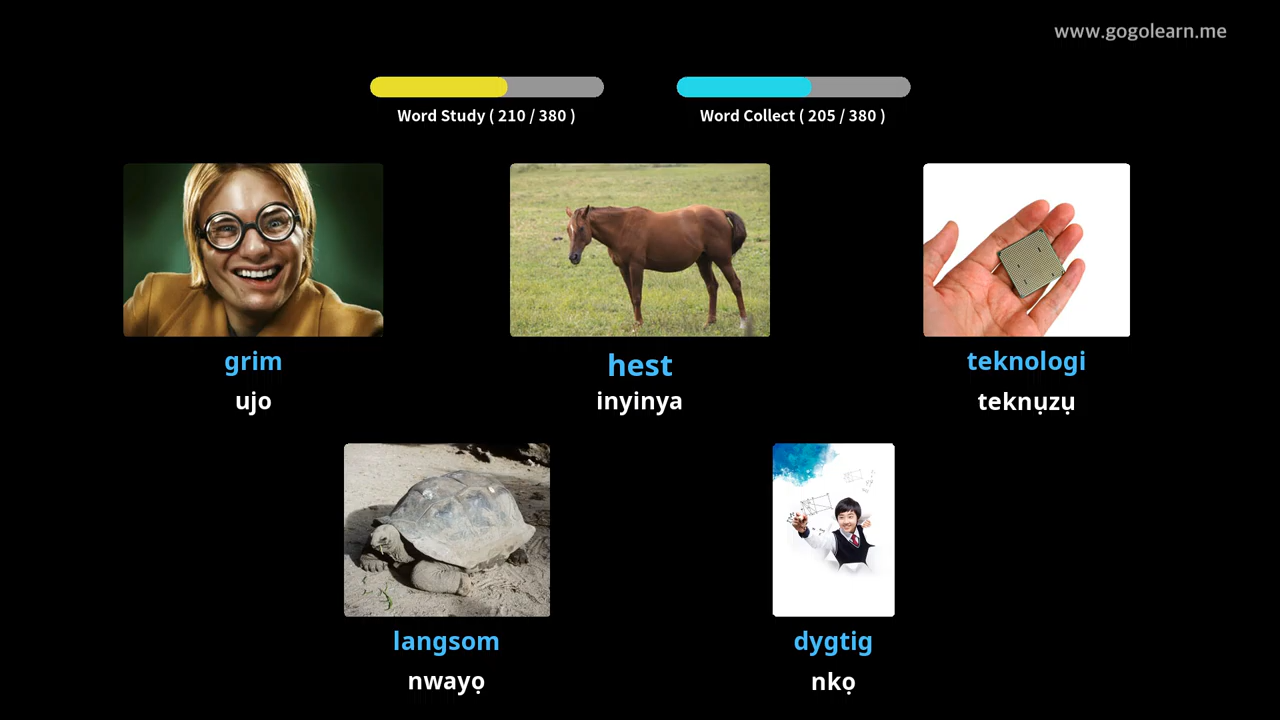 www.gogolearn.me
Word Study ( 210 / 380 )
Word Collect ( 205 / 380 )
grim
ujo
hest
inyinya
teknologi
teknụzụ
langsom
nwayọ
dygtig
nkọ